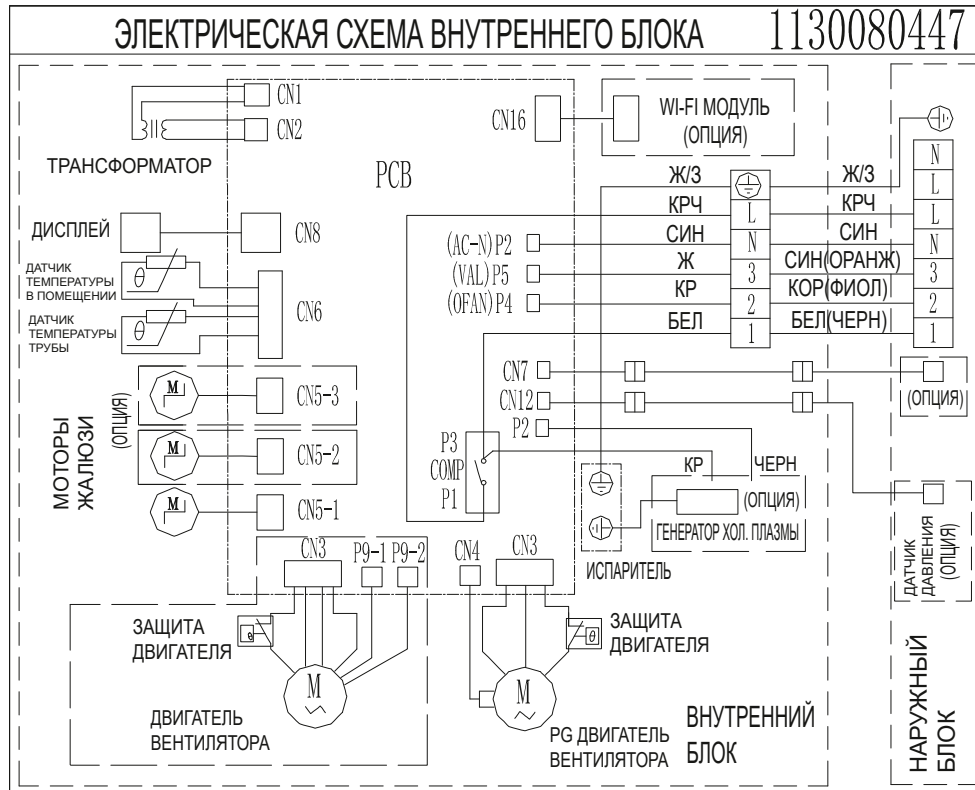 ЭЛЕКТРИЧЕСКАЯ СХЕМА ВНУТРЕННЕГО БЛОКА 1130080447
CN1
CN2
ТРАНСФОРМАТОР
PCB
CN16
WI-FI МОДУЛЬ
(ОПЦИЯ)
ДИСПЛЕЙ
CN8
ДАТЧИК
ТЕМПЕРАТУРЫ
В ПОМЕЩЕНИИ
θ
ДАТЧИК
ТЕМПЕРАТУРЫ
ТРУБЫ
θ
CN6
(AC-N) P2
(VAL) P5
(OFAN) P4
Ж/З
КРЧ
СИН
Ж
КР
БЕЛ
L
N
3
2
1
Ж/З
КРЧ
СИН
СИН(ОРАНЖ)
КОР(ФИОЛ)
БЕЛ(ЧЕРН)
N
L
L
N
3
2
1
МОТОРЫ
ЖАЛЮЗИ
(ОПЦИЯ)
M
CN5-3
M
CN5-2
M
CN5-1
CN7
CN12
P2
P3
COMP
P1
КР
ЧЕРН
(ОПЦИЯ)
ГЕНЕРАТОР ХОЛ. ПЛАЗМЫ
ИСПАРИТЕЛЬ
(ОПЦИЯ)
ДАТЧИК
ДАВЛЕНИЯ
(ОПЦИЯ)
CN3
P9-1
P9-2
CN4
CN3
ЗАЩИТА
ДВИГАТЕЛЯ
θ
M
ДВИГАТЕЛЬ
ВЕНТИЛЯТОРА
θ
ЗАЩИТА
ДВИГАТЕЛЯ
M
PG ДВИГАТЕЛЬ
ВЕНТИЛЯТОРА
ВНУТРЕННИЙ
БЛОК
НАРУЖНЫЙ
БЛОК